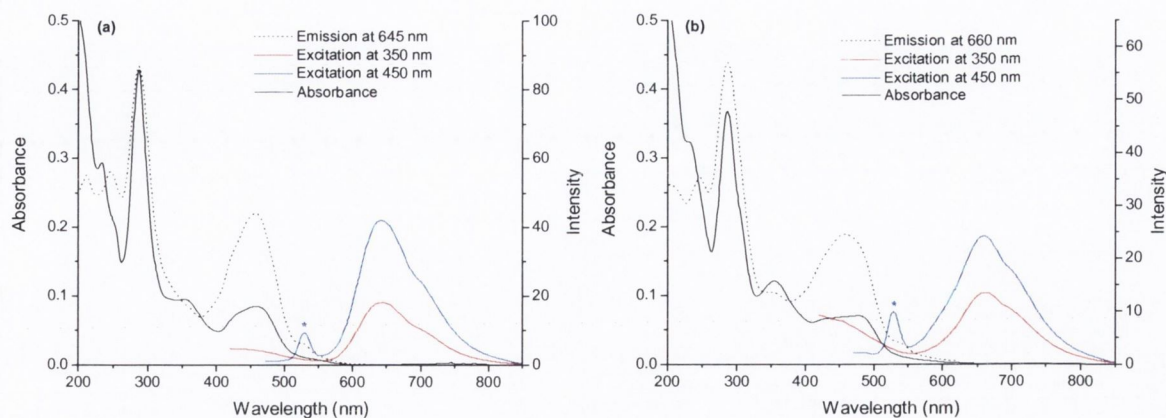 (a)
Emission at 645 nm
Excitation at 350 nm
Excitation at 450 nm
Absorbance
Absorbance
0.5
0.4
0.3
0.2
0.1
0.0
100
80
60
40
20
0
Intensity
*
200 300 400 500 600 700 800
Wavelength (nm)
(b)
Emission at 660 nm
Excitation at 350 nm
Excitation at 450 nm
Absorbance
Absorbance
0.5
0.4
0.3
0.2
0.1
0.0
60
50
40
30
20
10
0
Intensity
*
200 300 400 500 600 700 800
Wavelength (nm)